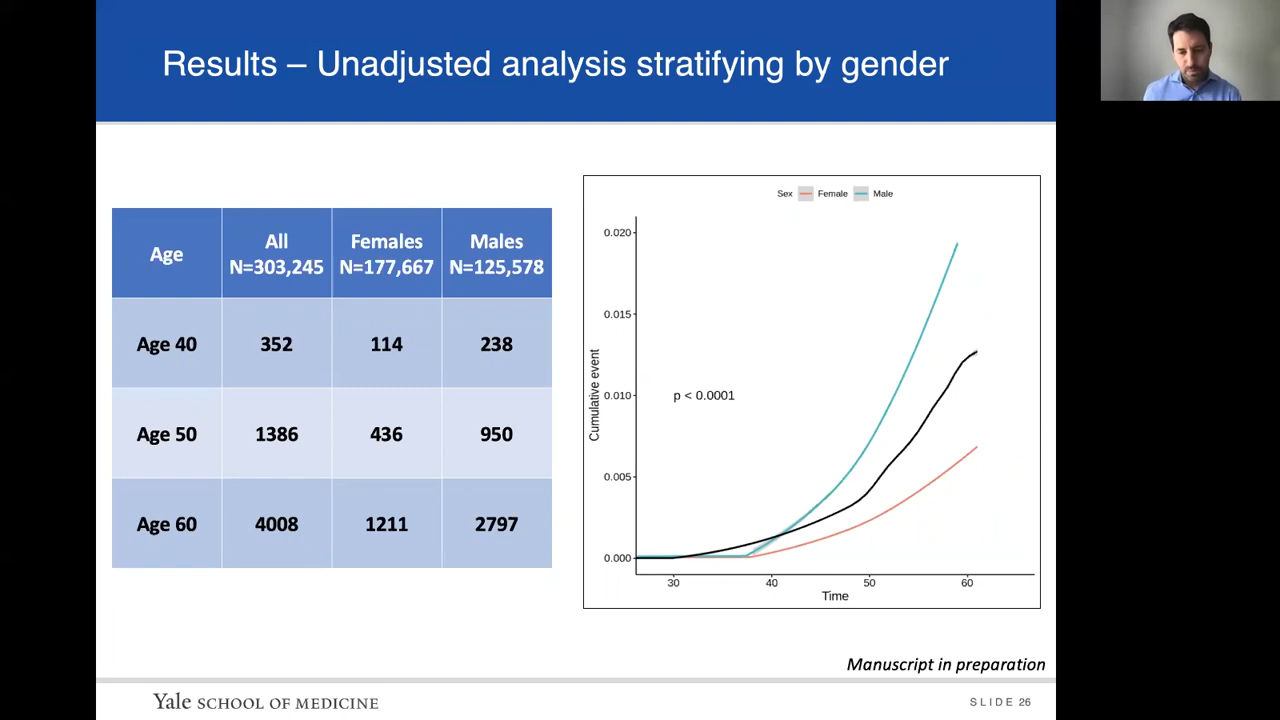 Results – Unadjusted analysis stratifying by gender
Age All Females Males
N=303,245 N=177,667 N=125,578
Age 40 352 114 238
Age 50 1386 436 950
Age 60 4008 1211 2797
Sex Female Male
0.020
0.015
0.010
0.005
0.000
Cumulative event
p < 0.0001
30 40 50 60
Time
Manuscript in preparation
Yale SCHOOL OF MEDICINE
SLIDE 26